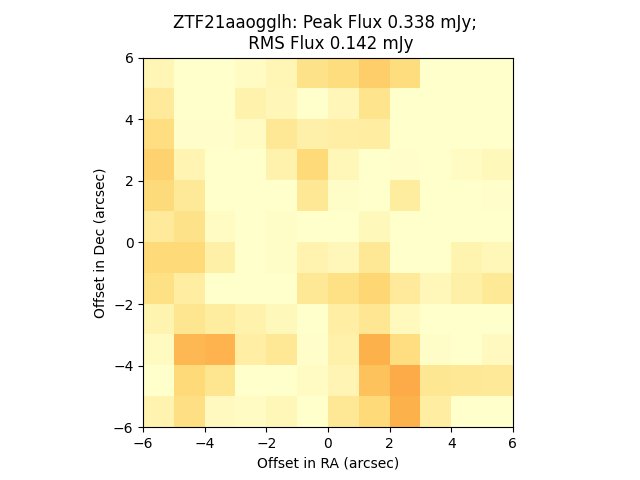 ZTF21aaogglh: Peak Flux 0.338 mJy;
RMS Flux 0.142 mJy
6
4
2
0
−2
−4
−6
Offset in Dec (arcsec)
−6 −4 −2 0 2 4 6
Offset in RA (arcsec)